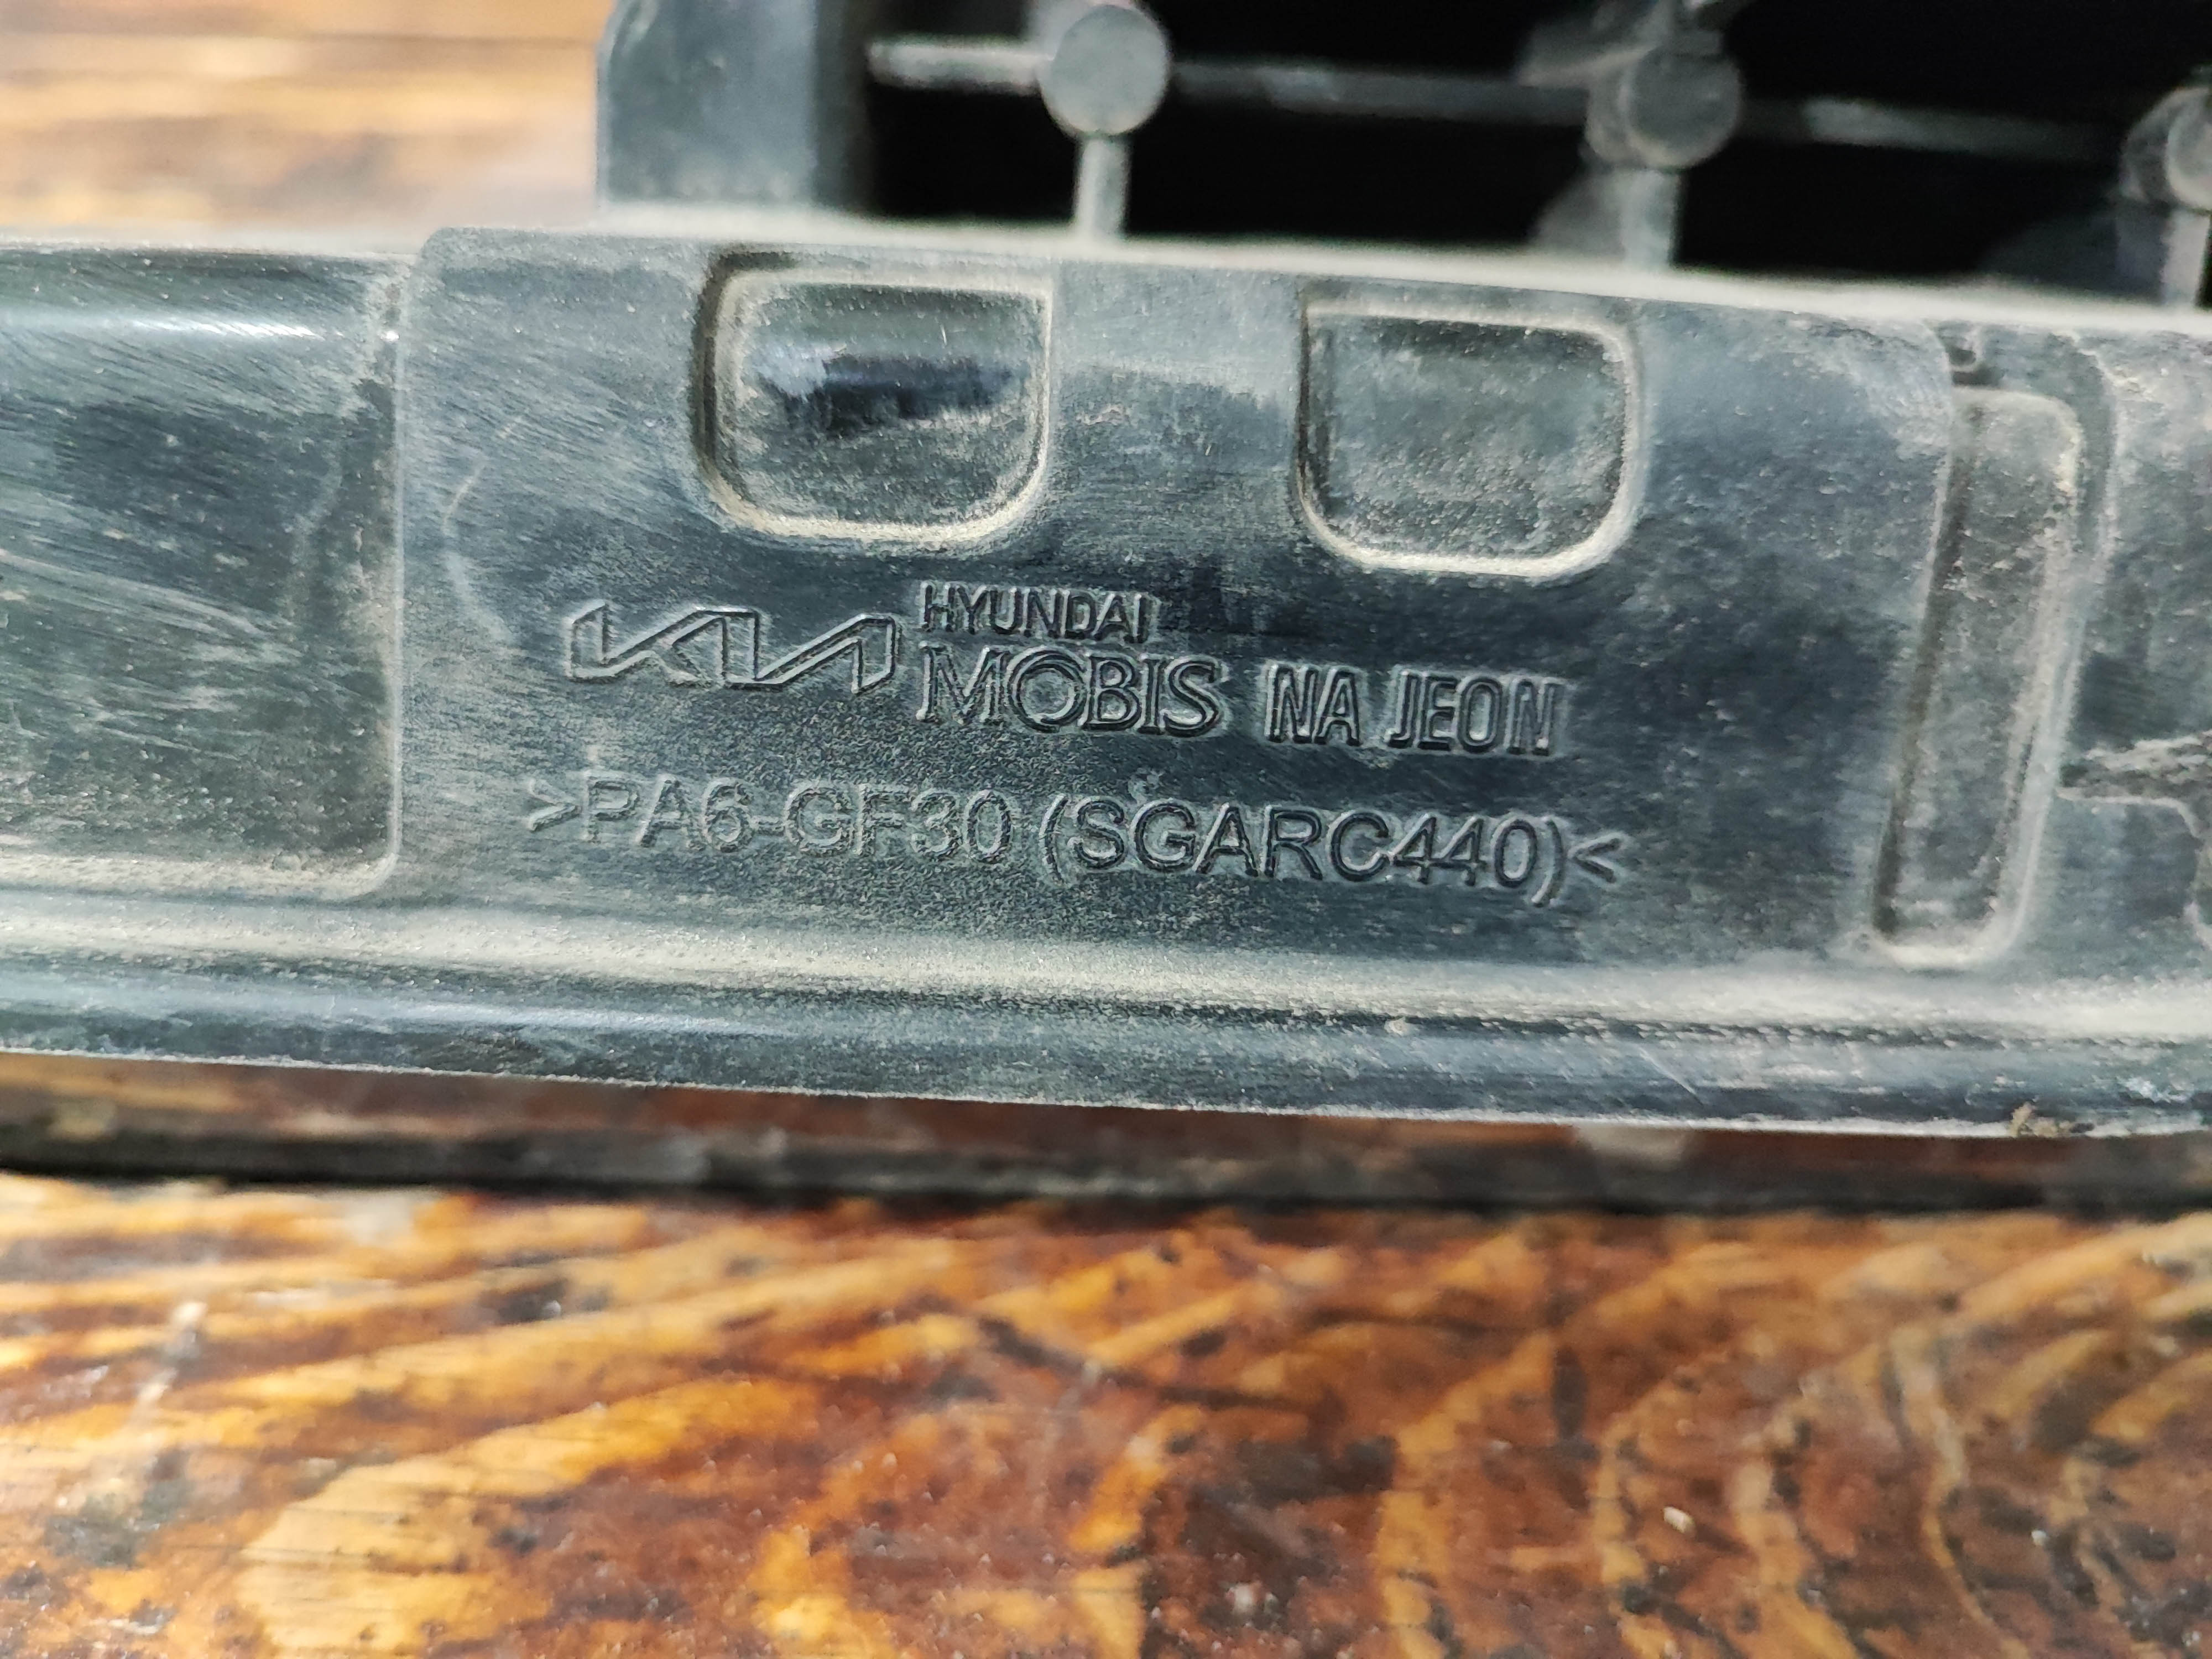 KIA HYUNDAI
MOBIS NA JEON
>PA6-GF30 (SGARC440)<